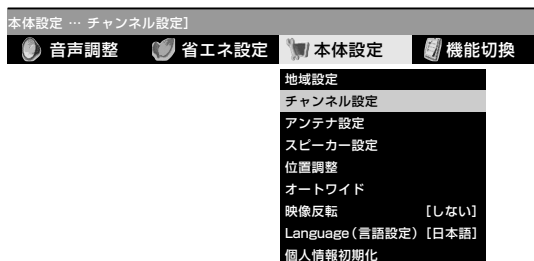 本体設定 … チャンネル設定]
音声調整 省エネ設定 本体設定 機能切換
地域設定
チャンネル設定
アンテナ設定
スピーカー設定
位置調整
オートワイド
映像反転 [しない]
Language(言語設定) [日本語]
個人情報初期化